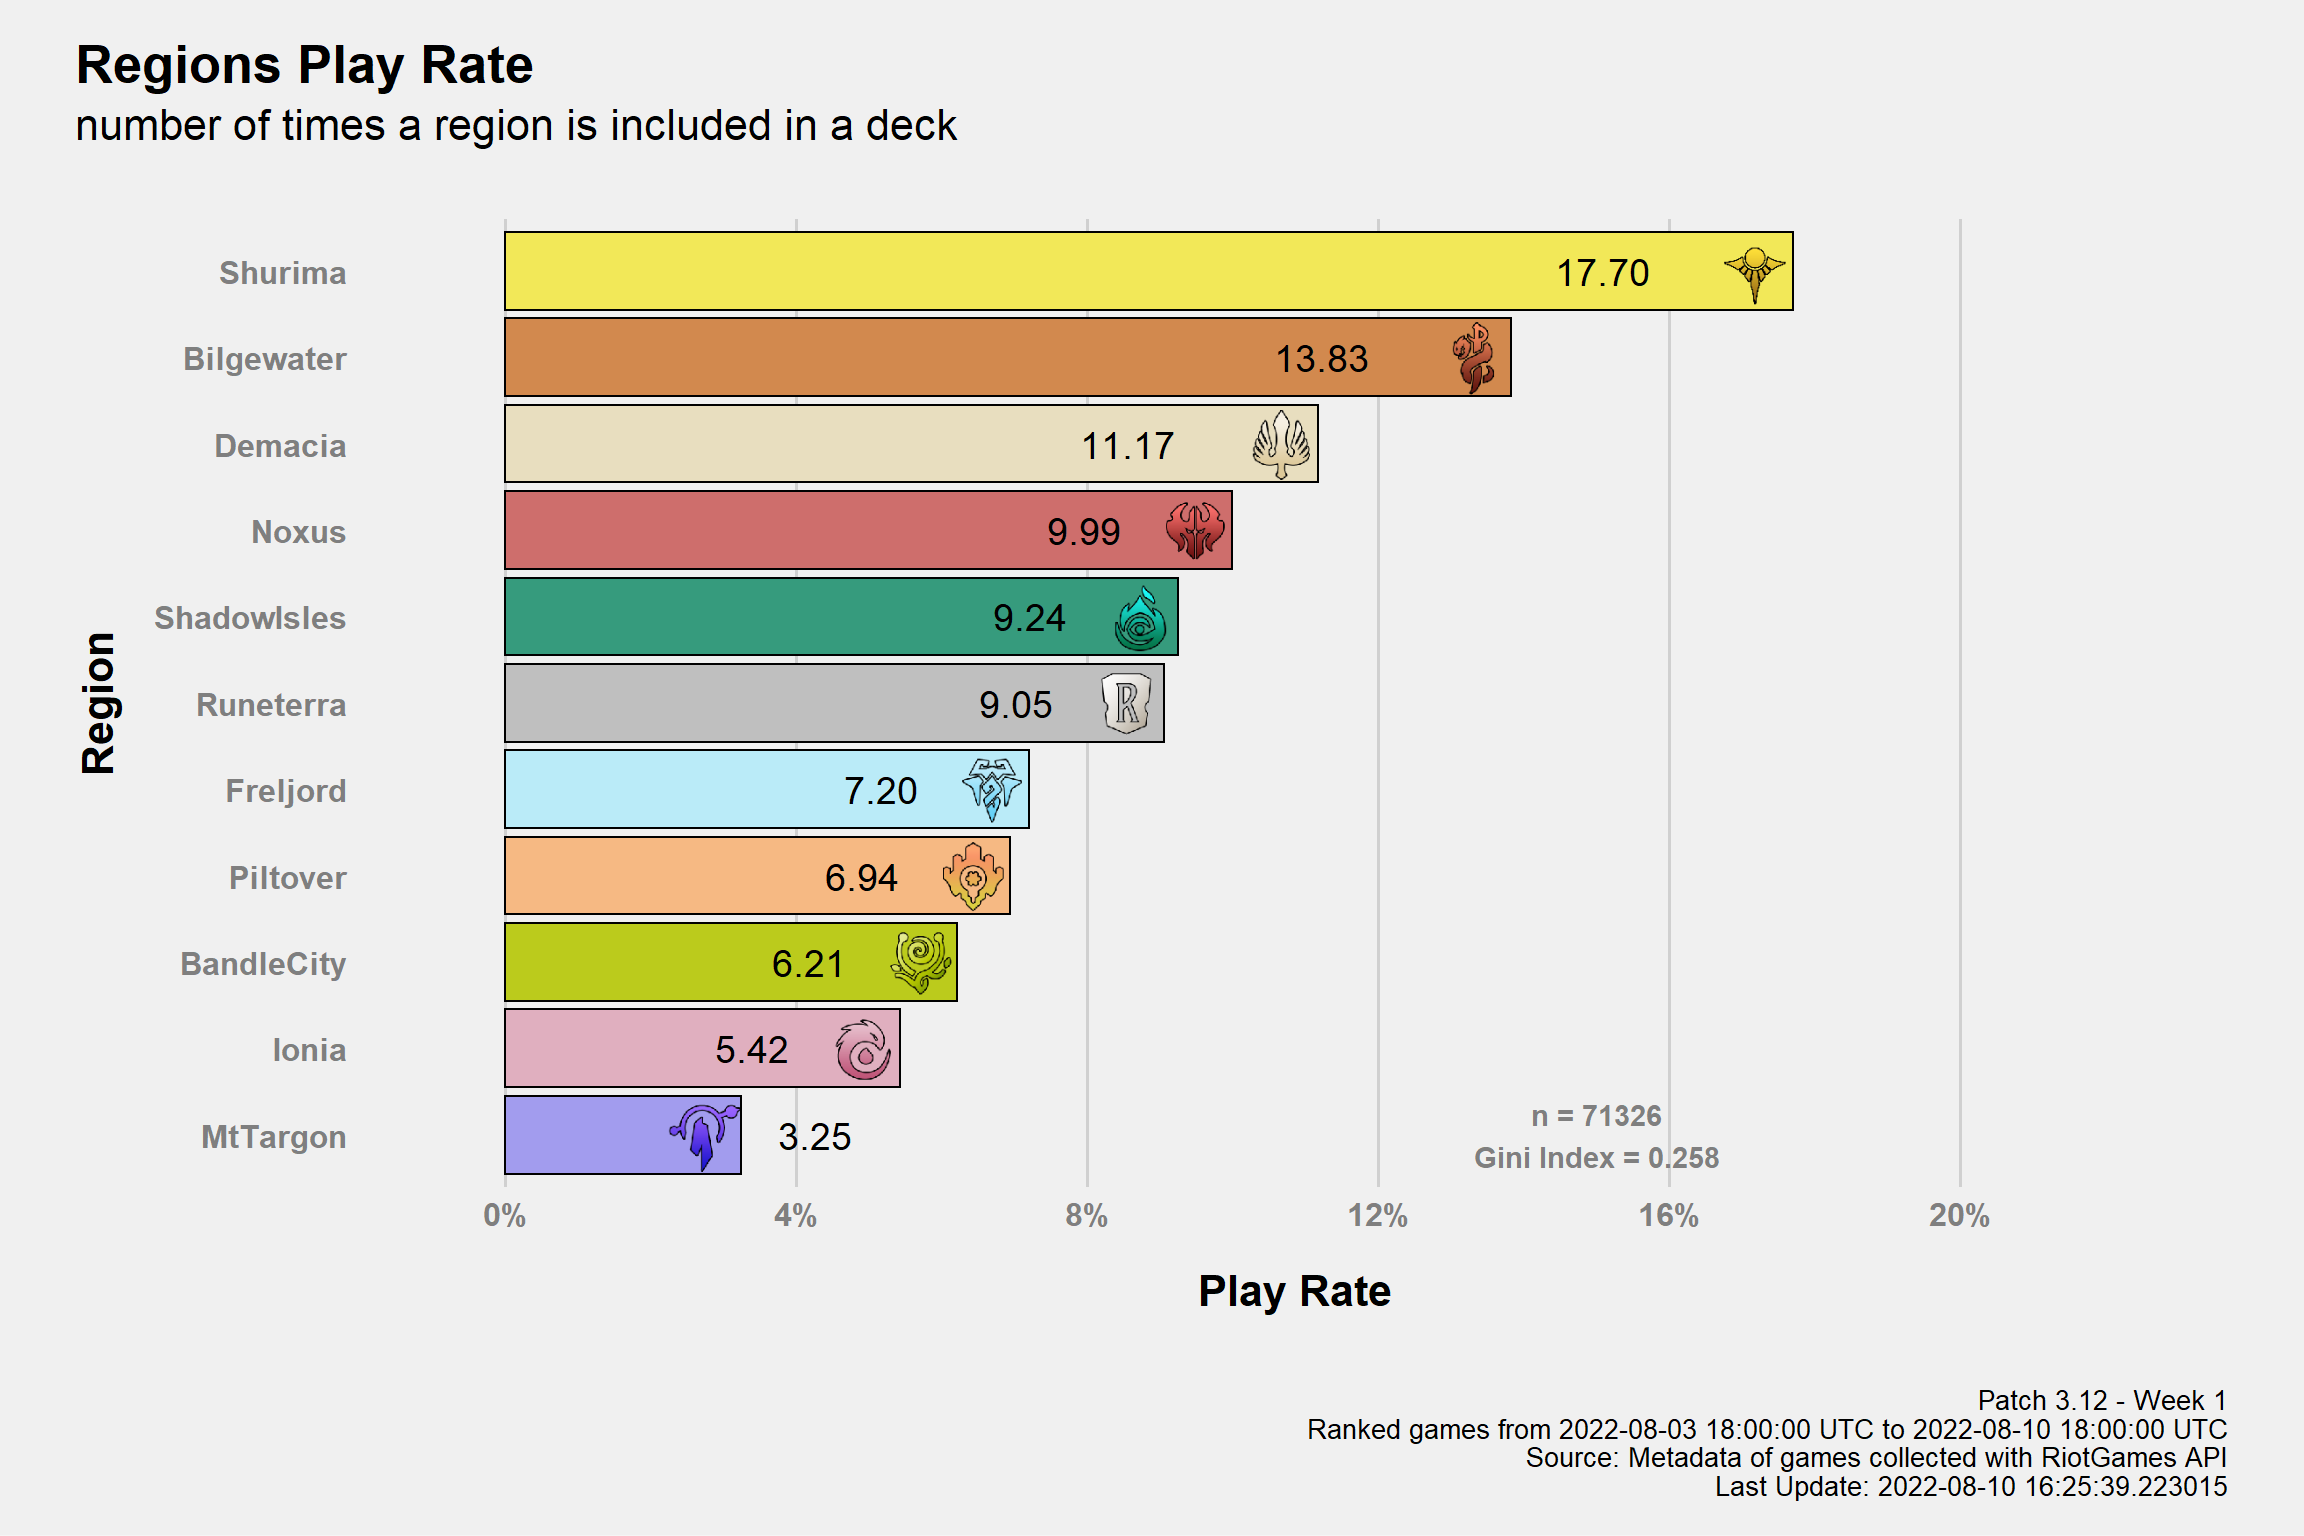 Regions Play Rate
number of times a region is included in a deck
Region
Shurima 17.70
Bilgewater 13.83
Demacia 11.17
Noxus 9.99
ShadowIsles 9.24
Runeterra 9.05 R
Freljord 7.20
Piltover 6.94
BandleCity 6.21
Ionia 5.42
MtTargon 3.25
n = 71326
Gini Index = 0.258
0% 4% 8% 12% 16% 20%
Play Rate
Patch 3.12 - Week 1
Ranked games from 2022-08-03 18:00:00 UTC to 2022-08-10 18:00:00 UTC
Source: Metadata of games collected with RiotGames API
Last Update: 2022-08-10 16:25:39.223015